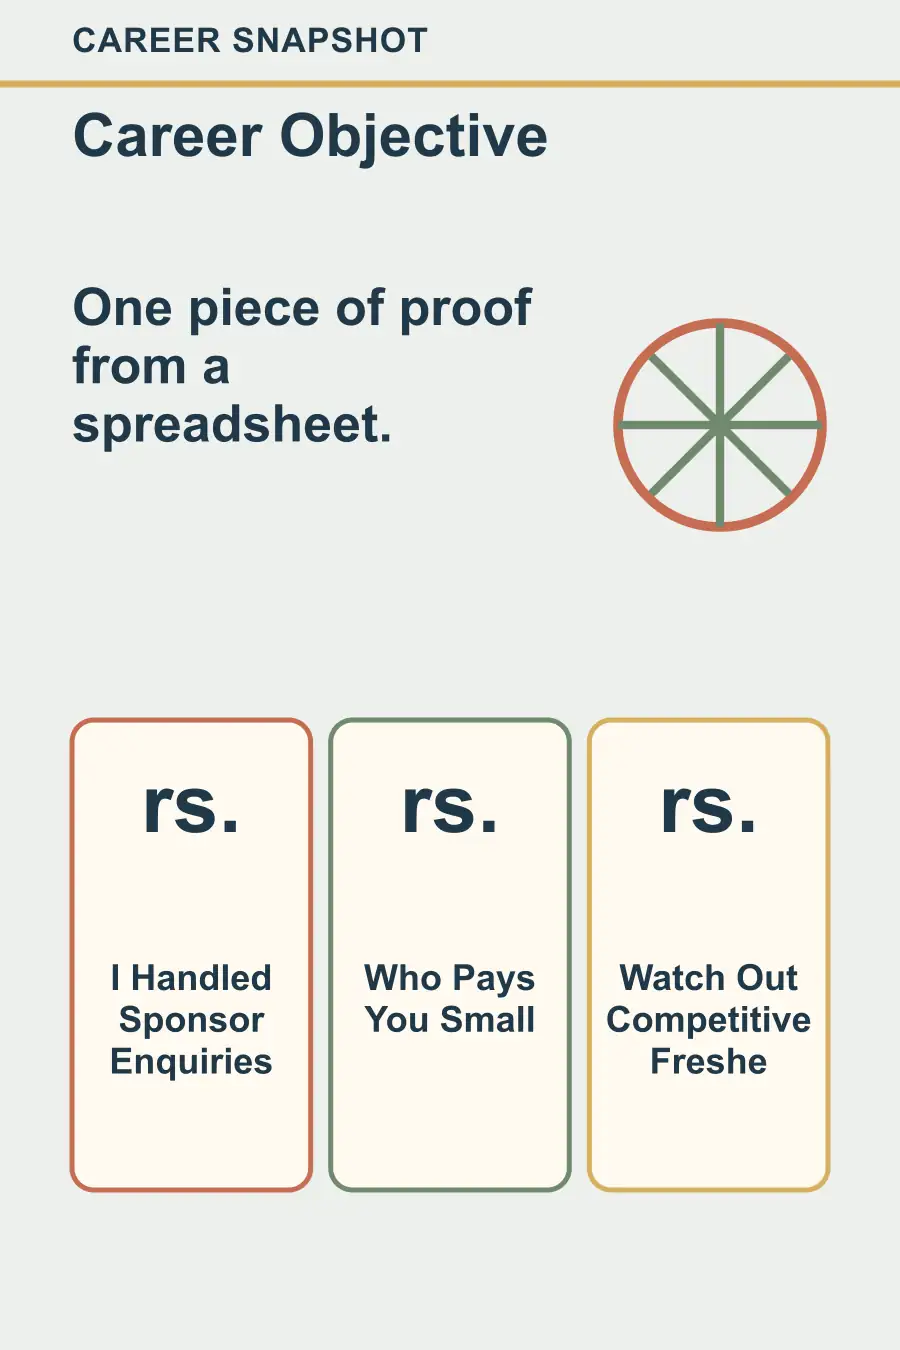 CAREER SNAPSHOT
Career Objective
One piece of proof
from a
spreadsheet.
rs.
I Handled
Sponsor
Enquiries
rs.
Who Pays
You Small
rs.
Watch Out
Competitive
Freshe